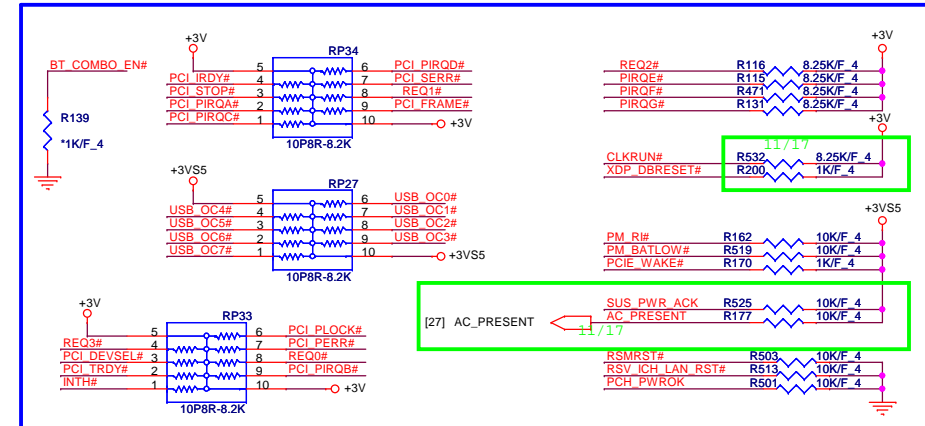 +3V
BT_COMBO_EN#
R139
*1K/F_4
RP34
5 6 PCI_PIRQD#
PCI_IRDY# 4 7 PCI_SERR#
PCI_STOP# 3 8 REQ1#
PCI_PIRQA# 2 9 PCI_FRAME#
PCI_PIRQC# 1 10 +3V
10P8R-8.2K
+3VS5
RP27
5 6 USB_OC0#
USB_OC4# 4 7 USB_OC1#
USB_OC5# 3 8 USB_OC2#
USB_OC6# 2 9 USB_OC3#
USB_OC7# 1 10 +3VS5
10P8R-8.2K
+3V
RP33
5 6 PCI_PLOCK#
REQ3# 4 7 PCI_PERR#
PCI_DEVSEL# 3 8 REQ0#
PCI_TRDY# 2 9 PCI_PIRQB#
INTH# 1 10 +3V
10P8R-8.2K
+3V
REQ2# R116 8.25K/F_4
PIRQE# R115 8.25K/F_4
PIRQF# R471 8.25K/F_4
PIRQG# R131 8.25K/F_4
+3V
11/17
CLKRUN# R532 8.25K/F_4
XDP_DBRESET# R200 1K/F_4
+3VS5
PM_RI# R162 10K/F_4
PM_BATLOW# R519 10K/F_4
PCIE_WAKE# R170 1K/F_4
SUS_PWR_ACK R525 10K/F_4
[27] AC_PRESENT AC_PRESENT R177 10K/F_4
11/17
RSMRST# R503 10K/F_4
RSV_ICH_LAN_RST# R513 10K/F_4
PCH_PWROK R501 10K/F_4